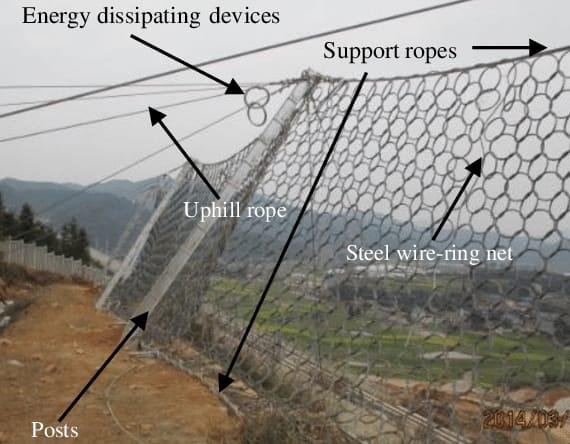 Energy dissipating devices
Support ropes
Uphill rope
Steel wire-ring net
Posts
2014/03/